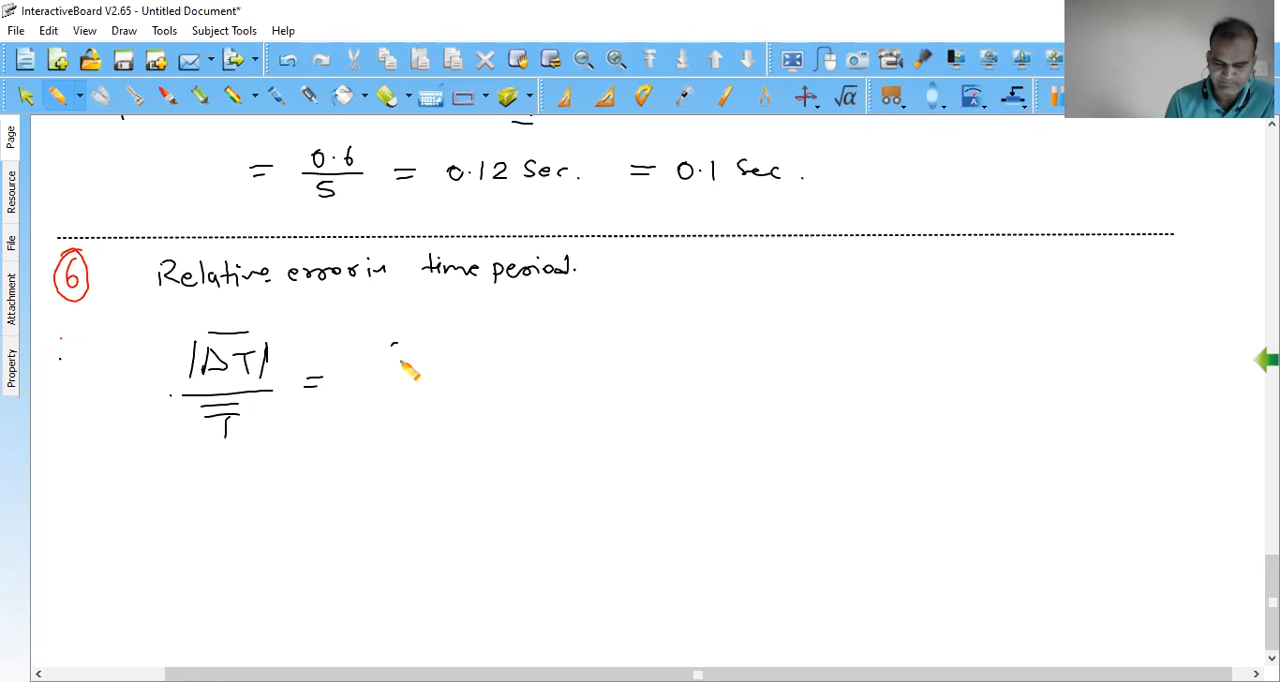 InteractiveBoard V2.65 - Untitled Document*
File Edit View Draw Tools Subject Tools Help
Page
Resource
File
Attachment
Property
= 0.6/5 = 0.12 Sec. = 0.1 Sec.
6 Relative error in time period.
|ΔT̅|/T̅ =